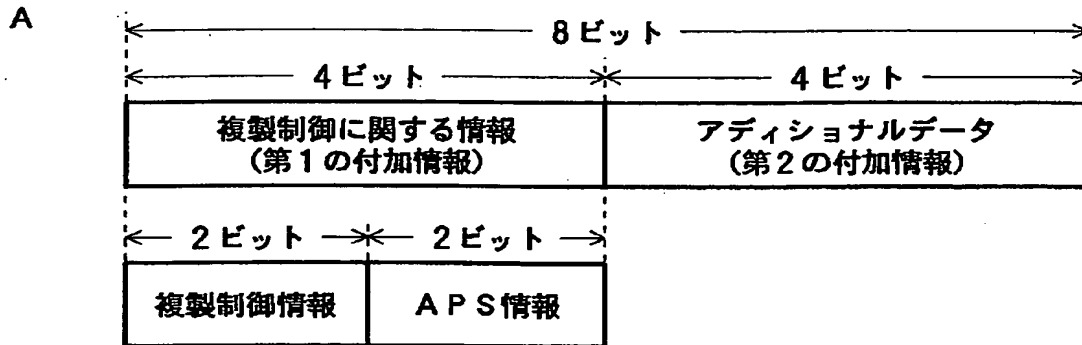 A
8ビット
4ビット
4ビット
複製制御に関する情報
(第1の付加情報)
アディショナルデータ
(第2の付加情報)
2ビット
2ビット
複製制御情報
APS情報